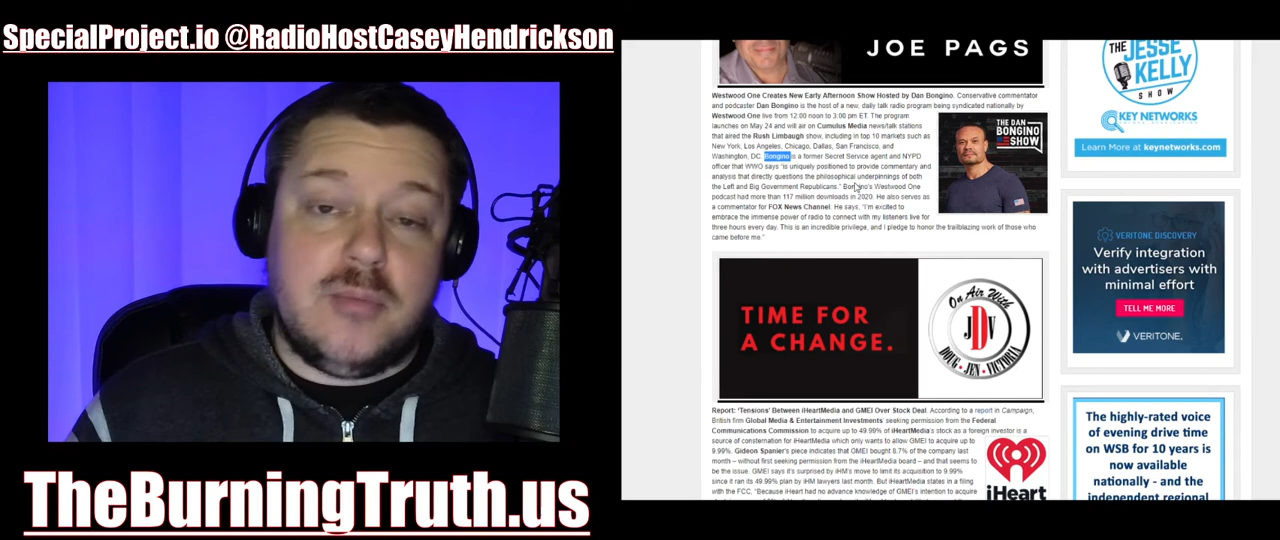 SpecialProject.io @RadioHostCaseyHendrickson
TheBurningTruth.us
JOE PAGS
Westwood One Creates New Early Afternoon Show Hosted by Dan Bongino. Conservative commentator
and podcaster Dan Bongino is the host of a new, daily talk radio program being syndicated nationally by
Westwood One live from 12:00 noon to 3:00 pm ET. The program
launches on May 24 and will air on Cumulus Media news/talk stations
that aired the Rush Limbaugh show, including in top 10 markets such as
New York, Los Angeles, Chicago, Dallas, San Francisco, and
Washington, DC. Bongino is a former Secret Service agent and NYPD
officer that WWO says "is uniquely positioned to provide commentary and
analysis that directly questions the philosophical underpinnings of both
the Left and Big Government Republicans." Bongino's Westwood One
podcast had more than 117 million downloads in 2020. He also serves as
a commentator for FOX News Channel. He says, "I'm excited to
embrace the immense power of radio to connect with my listeners live for
three hours every day. This is an incredible privilege, and I pledge to honor the trailblazing work of those who
came before me."
THE DAN
BONGINO
SHOW
TIME FOR
A CHANGE.
On Air With
JDV
DOUG • JEN • VICTORIA
Report: 'Tensions' Between iHeartMedia and GMEI Over Stock Deal. According to a report in Campaign,
British firm Global Media & Entertainment Investments' seeking permission from the Federal
Communications Commission to acquire up to 49.99% of iHeartMedia's stock as a foreign investor is a
source of consternation for iHeartMedia which only wants to allow GMEI to acquire up to
9.99%. Gideon Spanier's piece indicates that GMEI bought 8.7% of the company last
month – without first seeking permission from the iHeartMedia board – and that seems to
be the issue. GMEI says it's surprised by iHM's move to limit its acquisition to 9.99%
since it ran its 49.99% plan by iHM lawyers last month. But iHeartMedia states in a filing
with the FCC, "Because iHeart had no advance knowledge of GMEI's intention to acquire
iHeart
THE
JESSE
KELLY
SHOW
KEY NETWORKS
Learn More at keynetworks.com
VERITONE DISCOVERY
Verify integration
with advertisers with
minimal effort
TELL ME MORE
VERITONE.
The highly-rated voice
of evening drive time
on WSB for 10 years is
now available
nationally - and the
independent regional